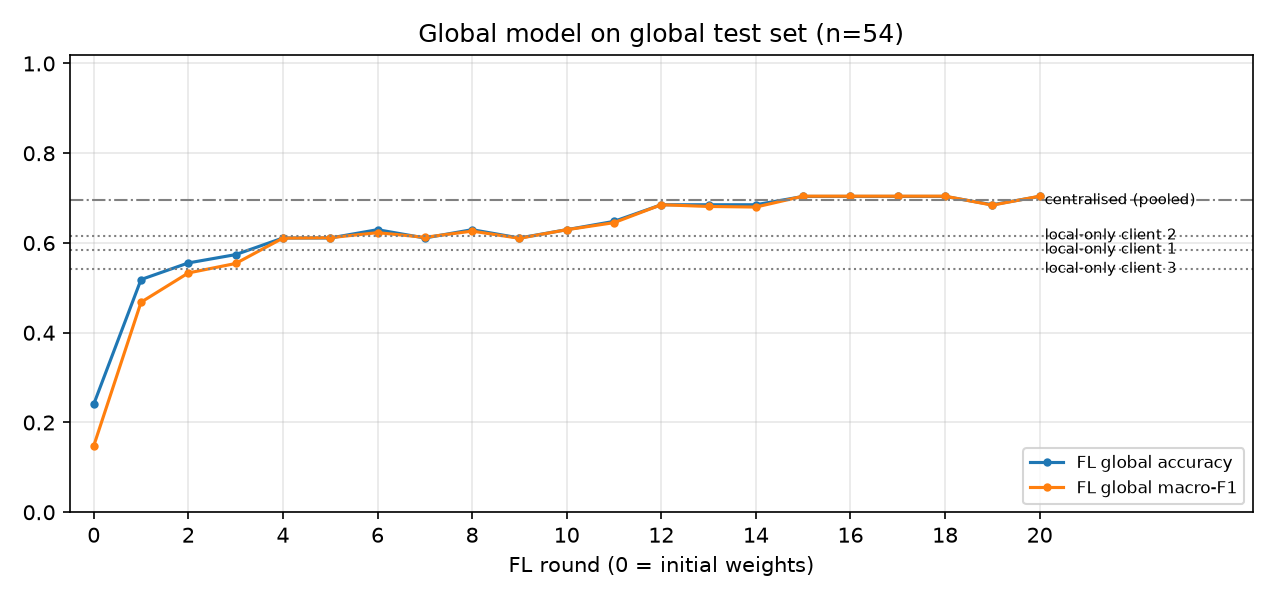 Global model on global test set (n=54)
1.0
0.8
0.6
0.4
0.2
0.0
centralised (pooled)
local-only client 2
local-only client 1
local-only client 3
FL global accuracy
FL global macro-F1
0 2 4 6 8 10 12 14 16 18 20
FL round (0 = initial weights)